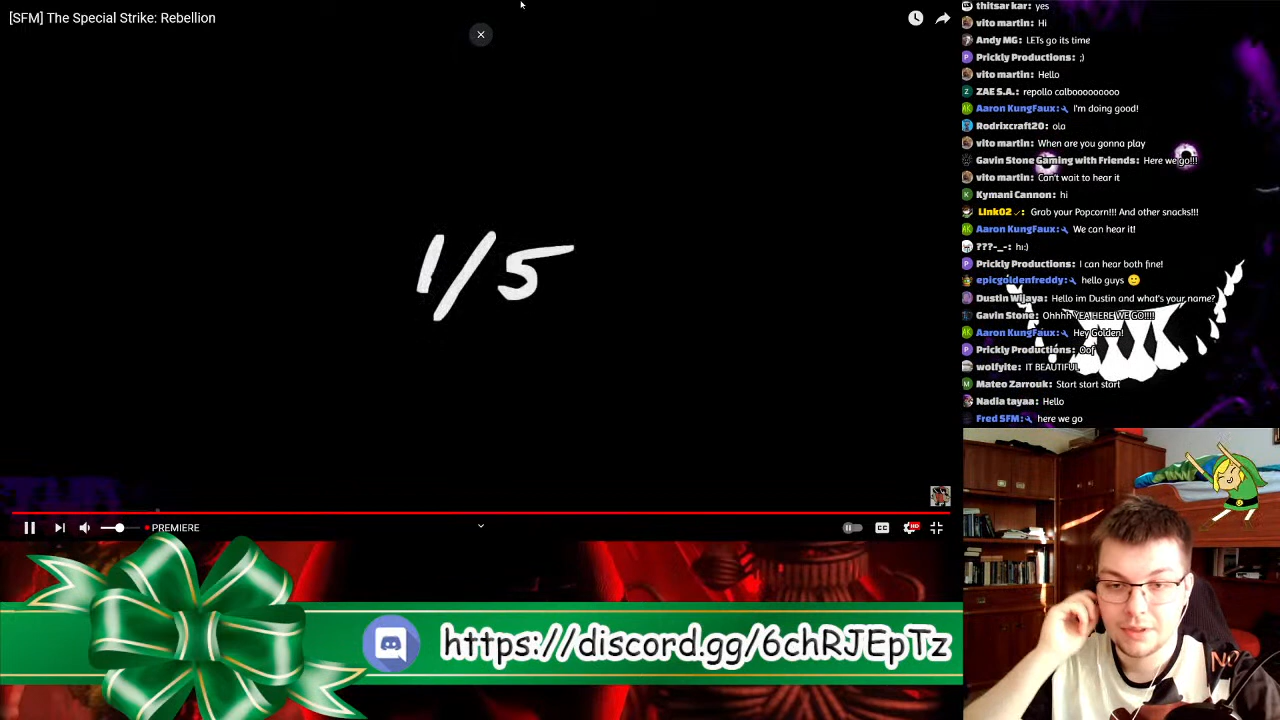 [SFM] The Special Strike: Rebellion
1/5
PREMIERE
CC
HD
https://discord.gg/6chRJEpTz
thitsar kar: yes
vito martin: Hi
Andy MG: LETs go its time
Prickly Productions: ;)
vito martin: Hello
ZAE S.A.: repollo calbooooooooo
Aaron KungFaux: I'm doing good!
Rodrixcraft20: ola
vito martin: When are you gonna play
Gavin Stone Gaming with Friends: Here we go!!!
vito martin: Can't wait to hear it
Kymani Cannon: hi
Link02: Grab your Popcorn!!! And other snacks!!!
Aaron KungFaux: We can hear it!
???-_-: hi:)
Prickly Productions: I can hear both fine!
epicgoldenfreddy: hello guys 🙂
Dustin Wijaya: Hello im Dustin and what's your name?
Gavin Stone: Ohhhh YEA HERE WE GO!!!!
Aaron KungFaux: Hey Golden!
Prickly Productions: Oof
wolfyite: IT BEAUTIFUL
Mateo Zarrouk: Start start start
Nadia tayaa: Hello
Fred SFM: here we go